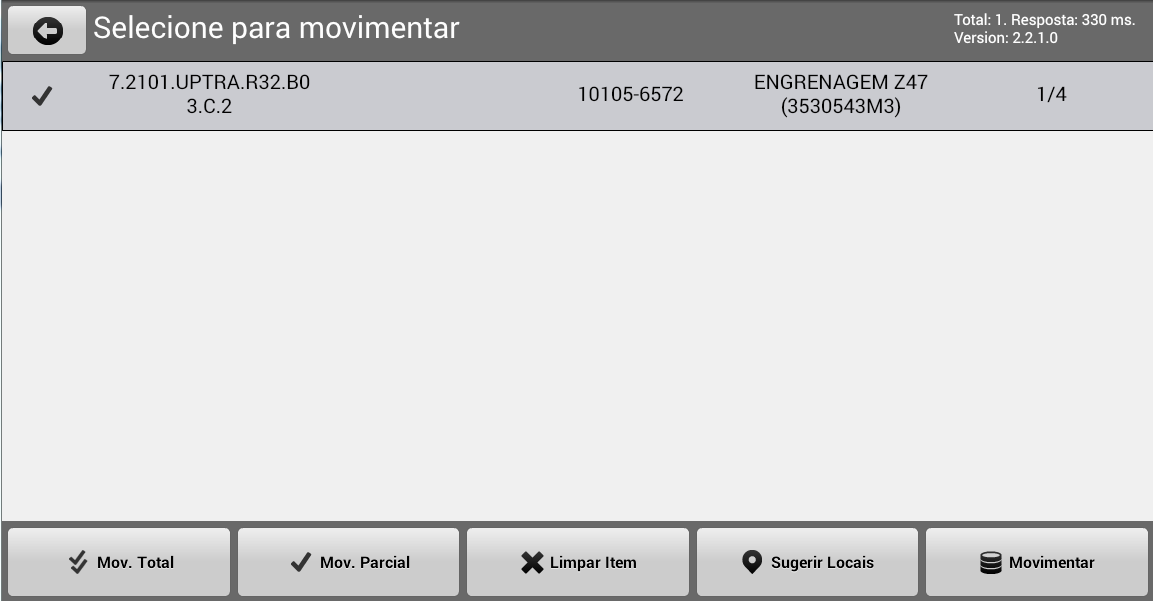 Selecione para movimentar
Total: 1. Resposta: 330 ms.
Version: 2.2.1.0
7.2101.UPTRA.R32.B0
3.C.2
10105-6572
ENGRENAGEM Z47
(3530543M3)
1/4
Mov. Total
Mov. Parcial
Limpar Item
Sugerir Locais
Movimentar